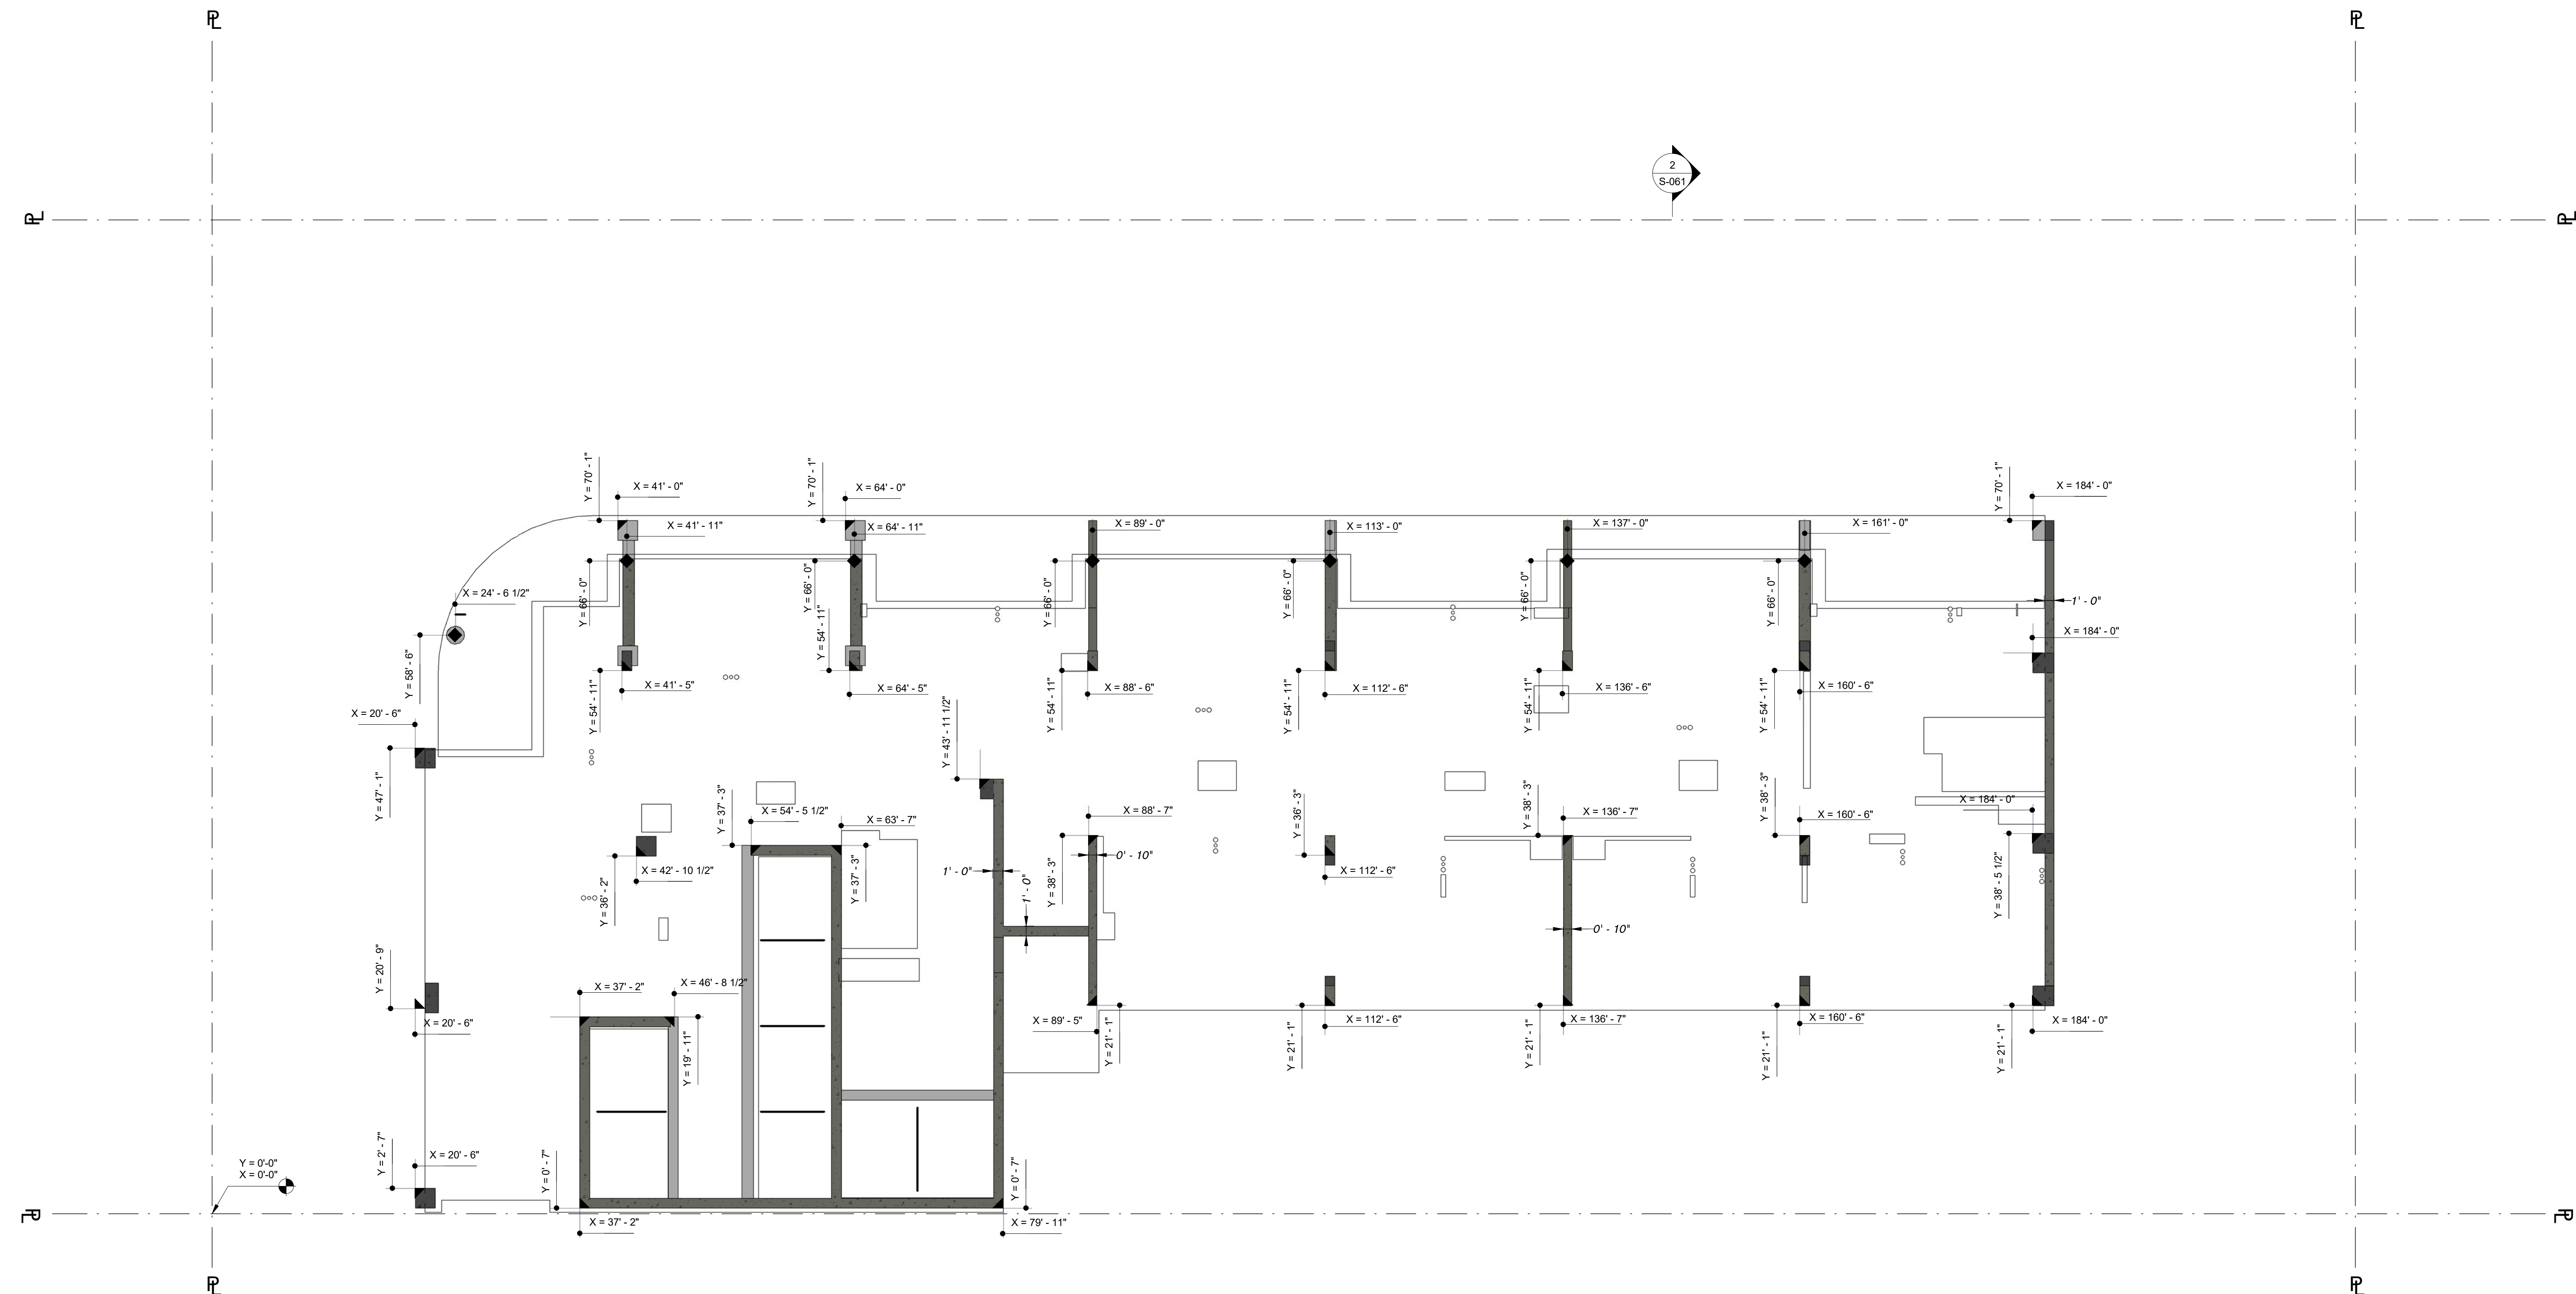 PL
PL
2
S-061
PL
PL
Y = 70' - 1"
X = 41' - 0"
Y = 70' - 1"
X = 64' - 0"
Y = 70' - 1"
X = 184' - 0"
X = 41' - 11"
X = 64' - 11"
X = 89' - 0"
X = 113' - 0"
X = 137' - 0"
X = 161' - 0"
X = 24' - 6 1/2"
Y = 66' - 0"
Y = 66' - 0"
Y = 66' - 0"
Y = 66' - 0"
Y = 66' - 0"
Y = 66' - 0"
1' - 0"
Y = 58' - 6"
Y = 54' - 11"
X = 184' - 0"
X = 20' - 6"
Y = 54' - 11"
X = 41' - 5"
X = 64' - 5"
Y = 54' - 11"
X = 88' - 6"
Y = 54' - 11"
X = 112' - 6"
Y = 54' - 11"
X = 136' - 6"
Y = 54' - 11"
X = 160' - 6"
Y = 43' - 11 1/2"
Y = 47' - 1"
Y = 37' - 3"
X = 54' - 5 1/2"
X = 63' - 7"
X = 88' - 7"
Y = 36' - 3"
Y = 38' - 3"
X = 136' - 7"
Y = 38' - 3"
X = 160' - 6"
X = 184' - 0"
Y = 36' - 2"
X = 42' - 10 1/2"
Y = 37' - 3"
1' - 0"
1' - 0"
Y = 38' - 3"
0' - 10"
X = 112' - 6"
0' - 10"
Y = 38' - 5 1/2"
Y = 20' - 9"
X = 20' - 6"
X = 37' - 2"
X = 46' - 8 1/2"
Y = 19' - 11"
X = 89' - 5"
Y = 21' - 1"
Y = 21' - 1"
X = 112' - 6"
Y = 21' - 1"
X = 136' - 7"
Y = 21' - 1"
X = 160' - 6"
Y = 21' - 1"
X = 184' - 0"
Y = 2' - 7"
X = 20' - 6"
Y = 0'-0"
X = 0'-0"
Y = 0' - 7"
Y = 0' - 7"
X = 37' - 2"
X = 79' - 11"
PL
PL
PL
PL